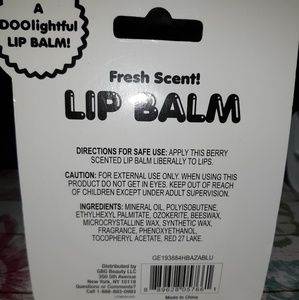 A
DOOlightful
LIP BALM!
Fresh Scent!
LIP BALM
DIRECTIONS FOR SAFE USE: APPLY THIS BERRY
SCENTED LIP BALM LIBERALLY TO LIPS.
CAUTION: FOR EXTERNAL USE ONLY. WHEN USING THIS
PRODUCT DO NOT GET IN EYES. KEEP OUT OF REACH
OF CHILDREN EXCEPT UNDER ADULT SUPERVISION.
INGREDIENTS: MINERAL OIL, POLYISOBUTENE,
ETHYLHEXYL PALMITATE, OZOKERITE, BEESWAX,
MICROCRYSTALLINE WAX, SYNTHETIC WAX,
FRAGRANCE, PHENOXYETHANOL,
TOCOPHERYL ACETATE, RED 27 LAKE.
Distributed by
GBG Beauty LLC
350 5th Avenue
New York, NY 10118
Questions or Comments?
Call
GE193884HBAZABLU
Made in China